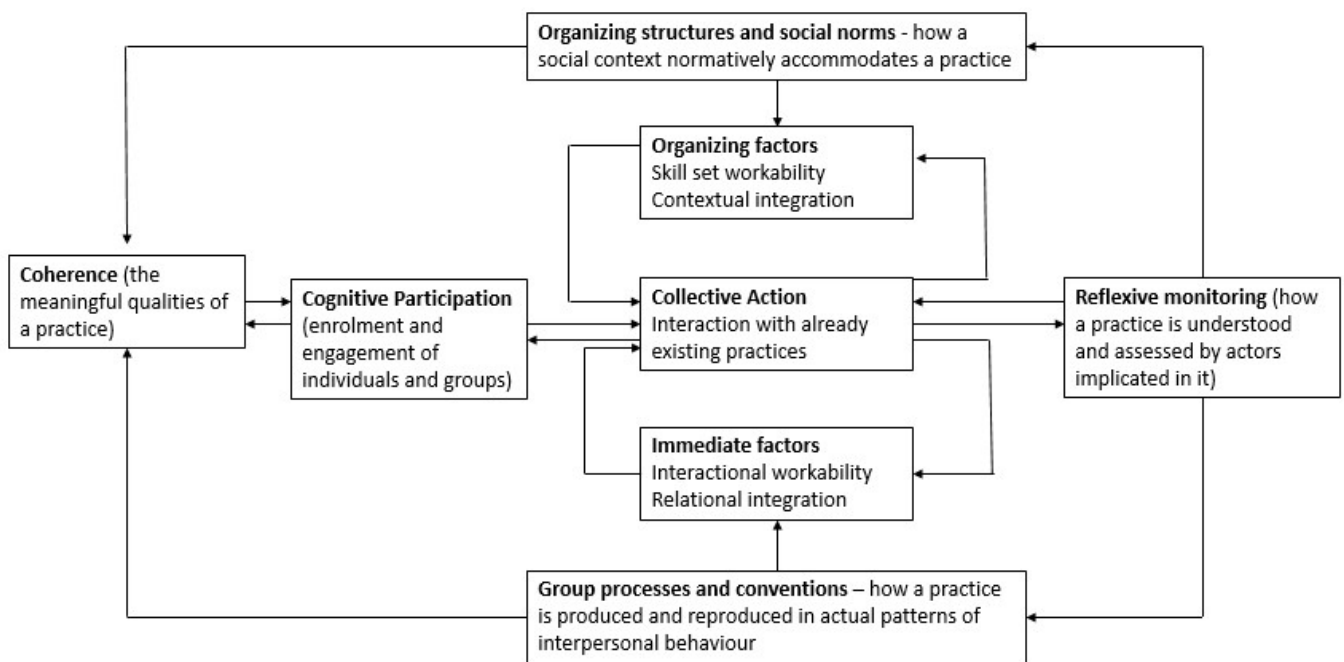 Organizing structures and social norms - how a
social context normatively accommodates a practice
Organizing factors
Skill set workability
Contextual integration
Coherence (the
meaningful qualities of
a practice)
Cognitive Participation
(enrolment and
engagement of
individuals and groups)
Collective Action
Interaction with already
existing practices
Reflexive monitoring (how
a practice is understood
and assessed by actors
implicated in it)
Immediate factors
Interactional workability
Relational integration
Group processes and conventions – how a practice
is produced and reproduced in actual patterns of
interpersonal behaviour